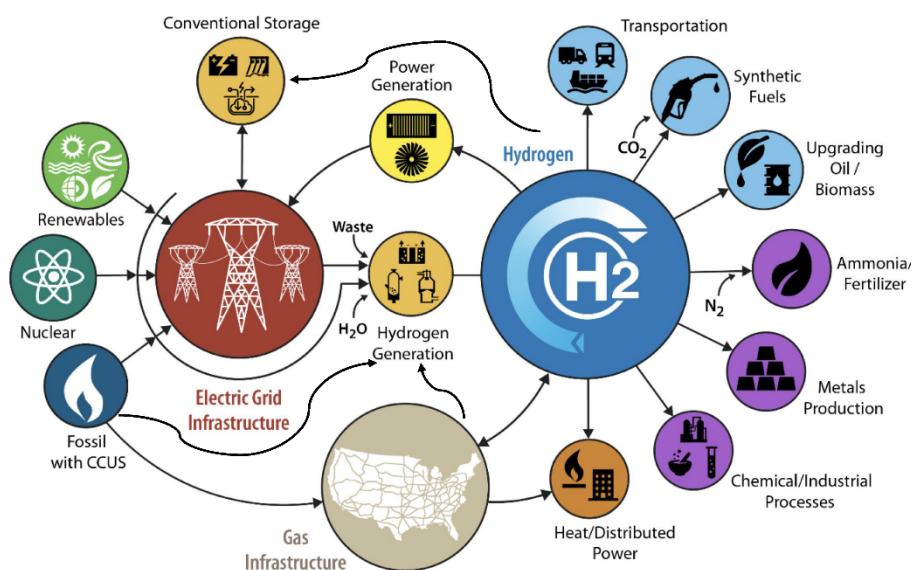 Conventional Storage
Power
Generation
Transportation
Synthetic
Fuels
CO2
Hydrogen
Upgrading
Oil /
Biomass
Renewables
Waste
H2
Ammonia/
Fertilizer
N2
Nuclear
H2O
Hydrogen
Generation
Metals
Production
Electric Grid
Infrastructure
Fossil
with CCUS
Chemical/Industrial
Processes
Gas
Infrastructure
Heat/Distributed
Power